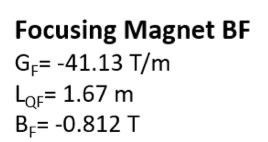 Focusing Magnet BF
G_F= -41.13 T/m
L_QF= 1.67 m
B_F= -0.812 T